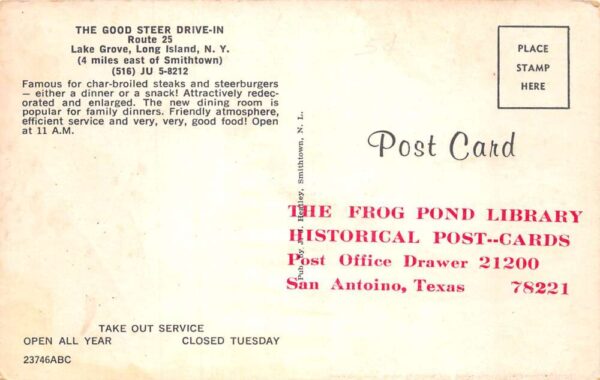 THE GOOD STEER DRIVE-IN
Route 25
Lake Grove, Long Island, N. Y.
(4 miles east of Smithtown)
(516) JU 5-8212
Famous for char-broiled steaks and steerburgers
— either a dinner or a snack! Attractively redec-
orated and enlarged. The new dining room is
popular for family dinners. Friendly atmosphere,
efficient service and very, very, good food! Open
at 11 A.M.
TAKE OUT SERVICE
OPEN ALL YEAR CLOSED TUESDAY
23746ABC
Pub. by Smithtown, N. L.
PLACE
STAMP
HERE
Post Card
THE FROG POND LIBRARY
HISTORICAL POST--CARDS
Post Office Drawer 21200
San Antoino, Texas 78221